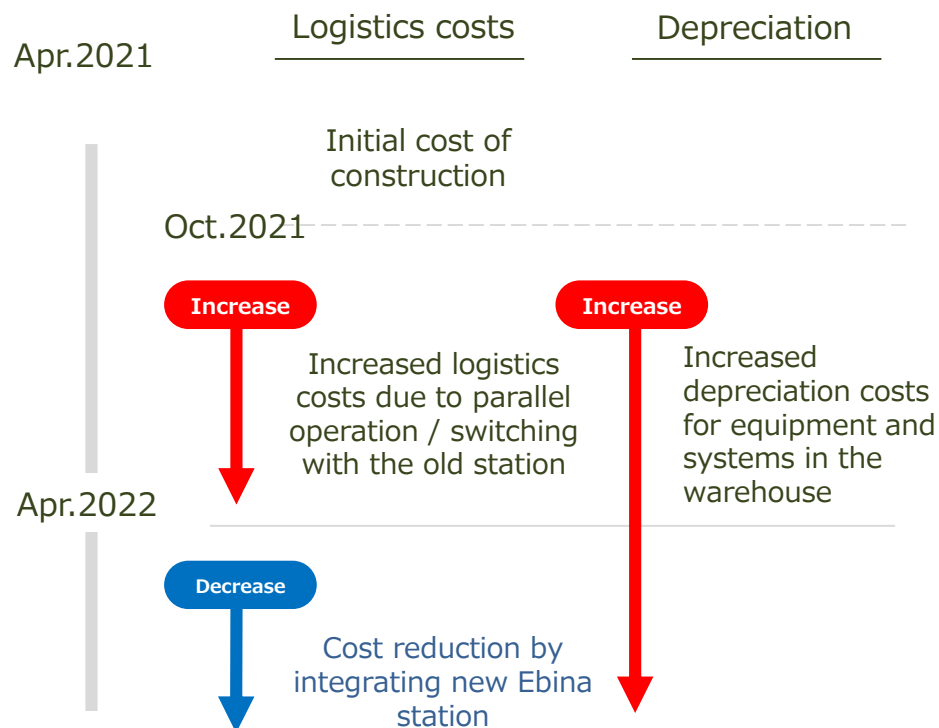 Logistics costs
Depreciation
Apr.2021
Initial cost of
construction
Oct.2021
Increase
Increase
Increased logistics
costs due to parallel
operation / switching
with the old station
Increased
depreciation costs
for equipment and
systems in the
warehouse
Apr.2022
Decrease
Cost reduction by
integrating new Ebina
station